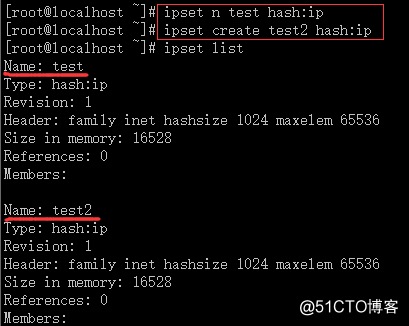 [root@localhost ~]# ipset n test hash:ip
[root@localhost ~]# ipset create test2 hash:ip
[root@localhost ~]# ipset list
Name: test
Type: hash:ip
Revision: 1
Header: family inet hashsize 1024 maxelem 65536
Size in memory: 16528
References: 0
Members:
Name: test2
Type: hash:ip
Revision: 1
Header: family inet hashsize 1024 maxelem 65536
Size in memory: 16528
References: 0
Members:
@51CTO博客